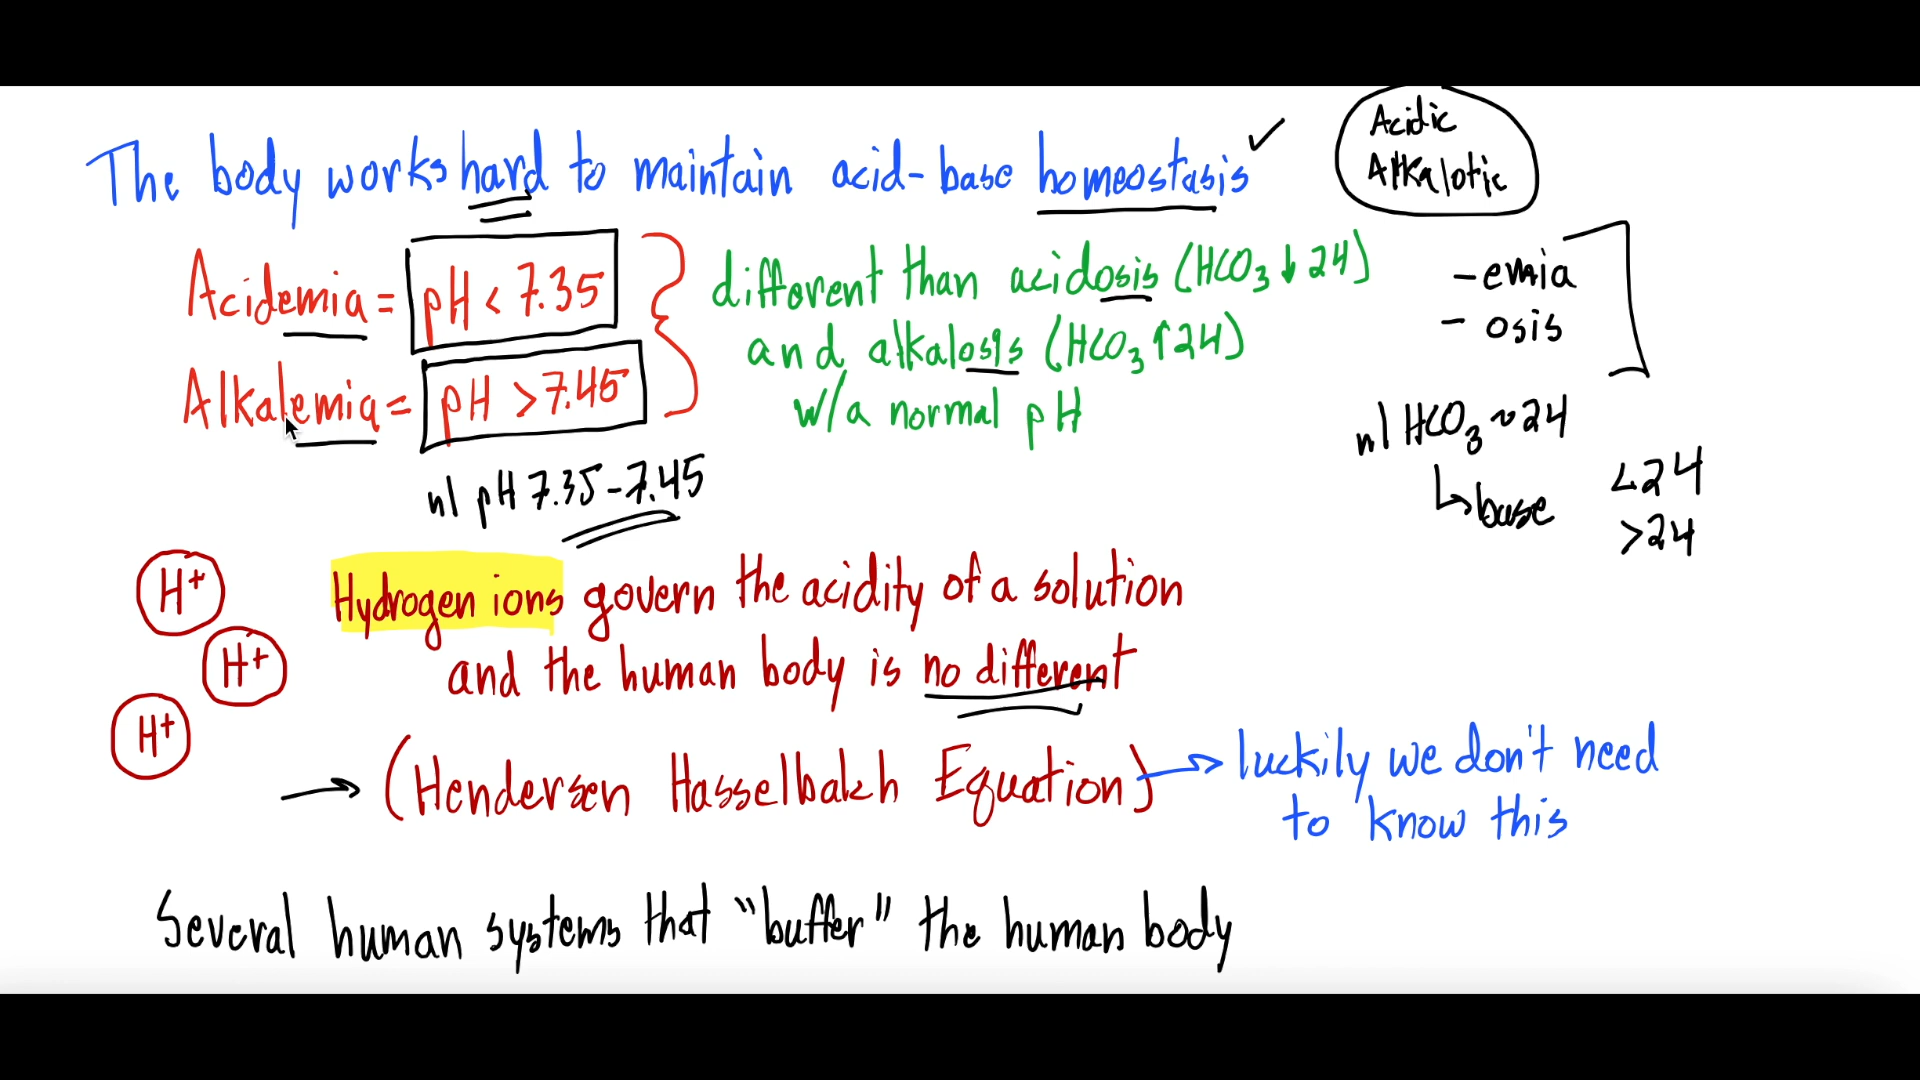 The body works hard to maintain acid-base homeostasis ✓
Acidic
Alkalotic
Acidemia = pH < 7.35
Alkalemia = pH > 7.45
nl pH 7.35-7.45
different than acidosis (HCO3 ↓ 24)
and alkalosis (HCO3 ↑ 24)
w/a normal pH
- emia
- osis
nl HCO3 ~ 24
↳ base
<24
>24
H+
H+
H+
Hydrogen ions govern the acidity of a solution
and the human body is no different
→ (Hendersen Hasselbalch Equation) → luckily we don't need
to know this
Several human systems that "buffer" the human body